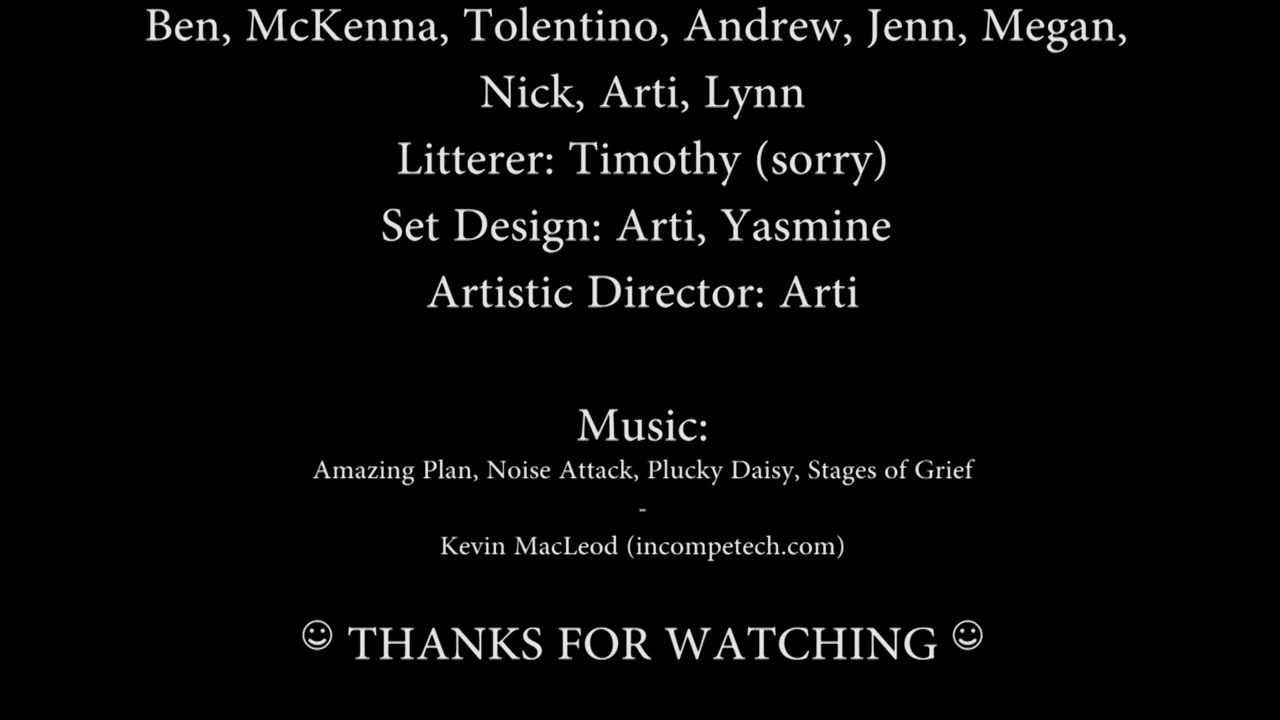 Ben, McKenna, Tolentino, Andrew, Jenn, Megan,
Nick, Arti, Lynn
Litterer: Timothy (sorry)
Set Design: Arti, Yasmine
Artistic Director: Arti
Music:
Amazing Plan, Noise Attack, Plucky Daisy, Stages of Grief
-
Kevin MacLeod (incompetech.com)
☺ THANKS FOR WATCHING ☺